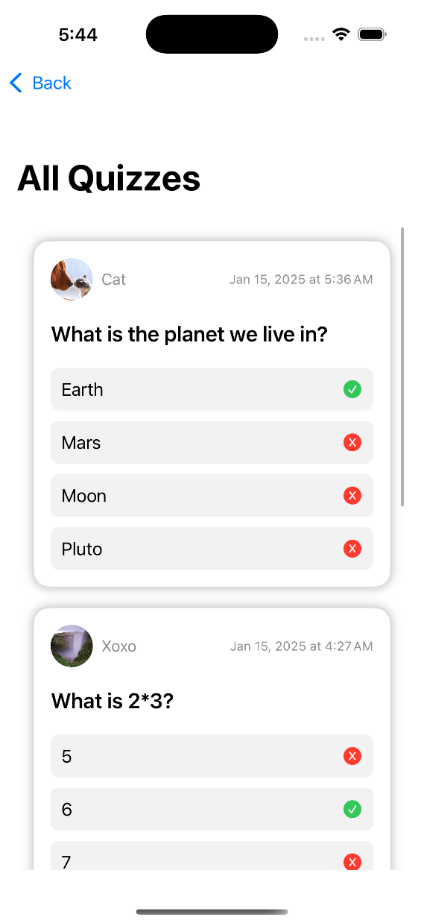 5:44
Back
All Quizzes
Cat
Jan 15, 2025 at 5:36 AM
What is the planet we live in?
Earth
Mars
Moon
Pluto
Xoxo
Jan 15, 2025 at 4:27 AM
What is 2*3?
5
6
7